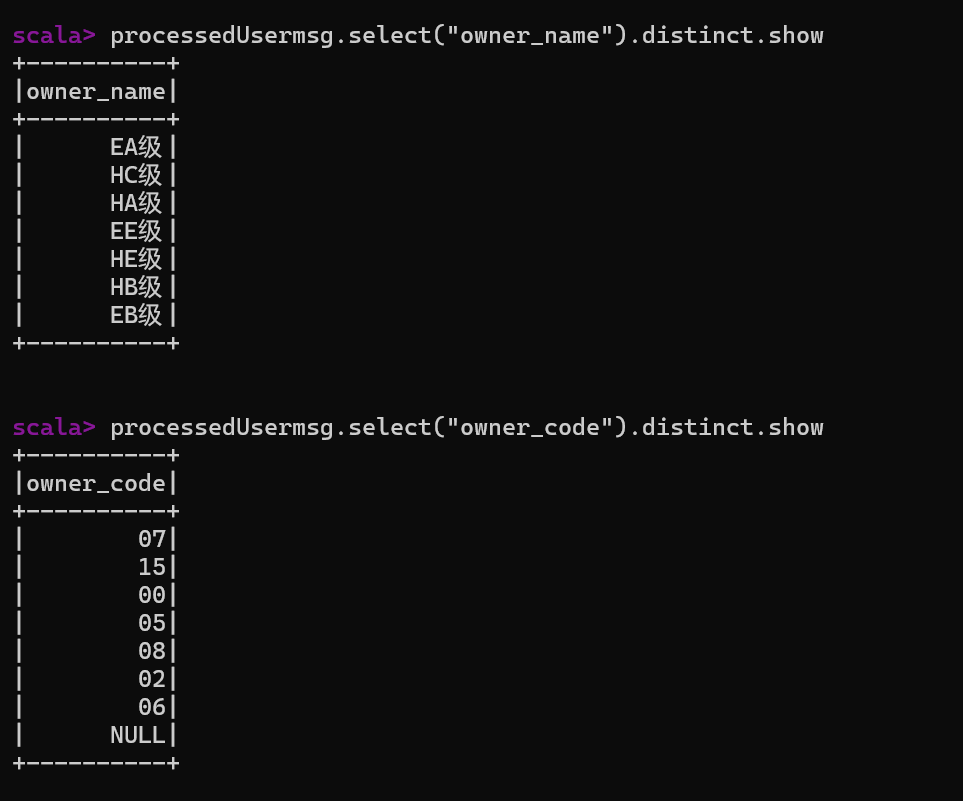 scala> processedUsermsg.select("owner_name").distinct.show
+----------+
|owner_name|
+----------+
|      EA级|
|      HC级|
|      HA级|
|      EE级|
|      HE级|
|      HB级|
|      EB级|
+----------+
scala> processedUsermsg.select("owner_code").distinct.show
+----------+
|owner_code|
+----------+
|        07|
|        15|
|        00|
|        05|
|        08|
|        02|
|        06|
|      NULL|
+----------+